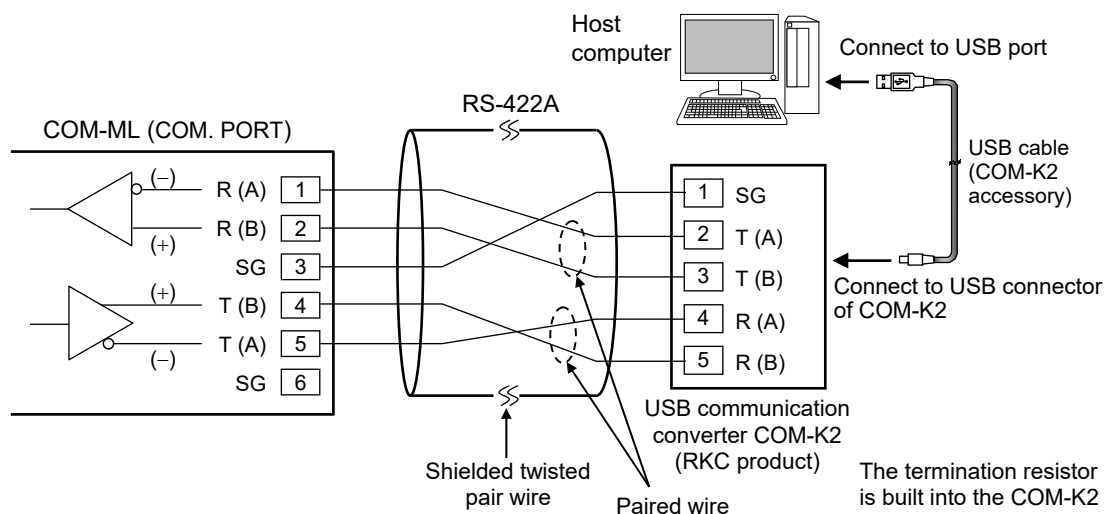 Host
computer
Connect to USB port
RS-422A
COM-ML (COM. PORT)
USB cable
(COM-K2
accessory)
(−) R (A) 1
R (B) 2
(+)
SG 3
(+) T (B) 4
T (A) 5
(−)
SG 6
1 SG
2 T (A)
3 T (B)
4 R (A)
5 R (B)
Connect to USB connector
of COM-K2
USB communication
converter COM-K2
(RKC product)
Shielded twisted
pair wire
Paired wire
The termination resistor
is built into the COM-K2